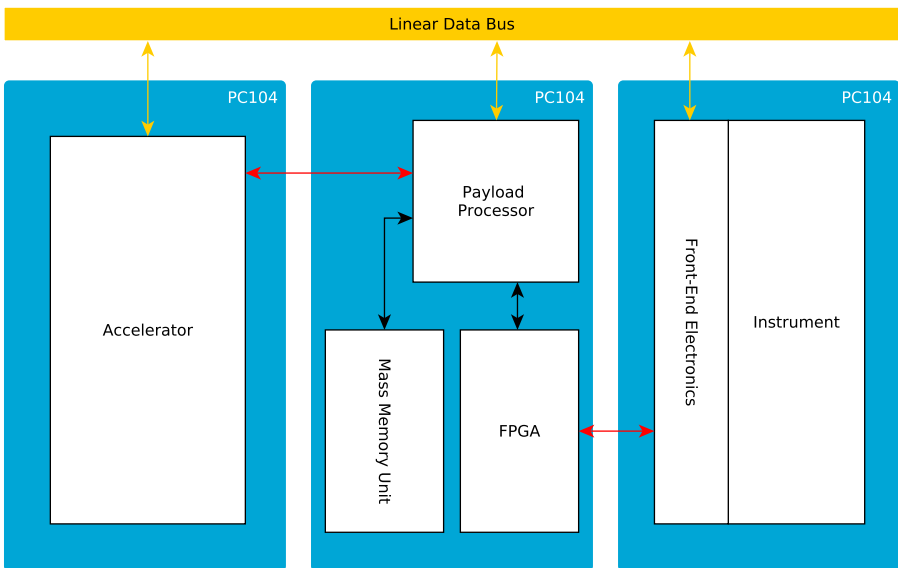 Linear Data Bus
PC104
PC104
PC104
Accelerator
Payload
Processor
Mass Memory Unit
FPGA
Front-End Electronics
Instrument